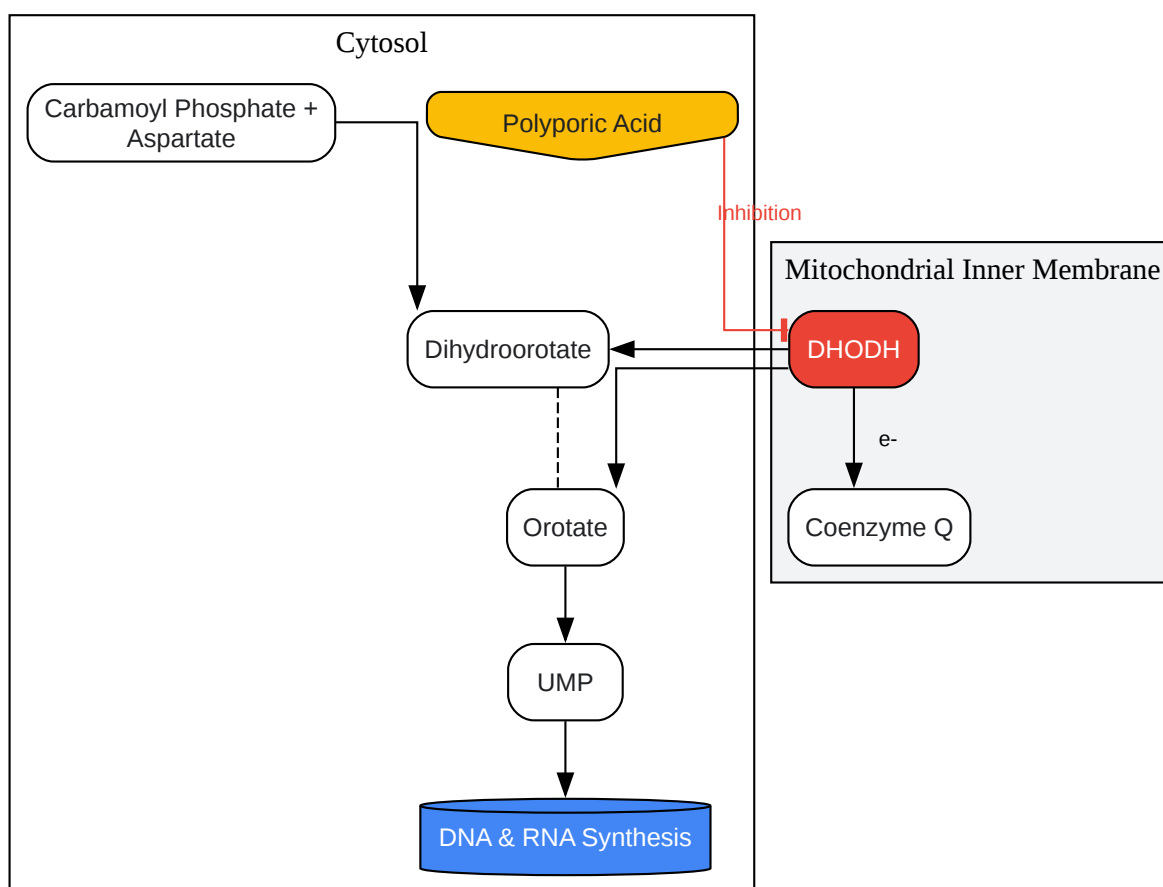 Cytosol
Carbamoyl Phosphate +
Aspartate
Polyporic Acid
Inhibition
Mitochondrial Inner Membrane
Dihydroorotate
DHODH
e-
Orotate
Coenzyme Q
UMP
DNA & RNA Synthesis